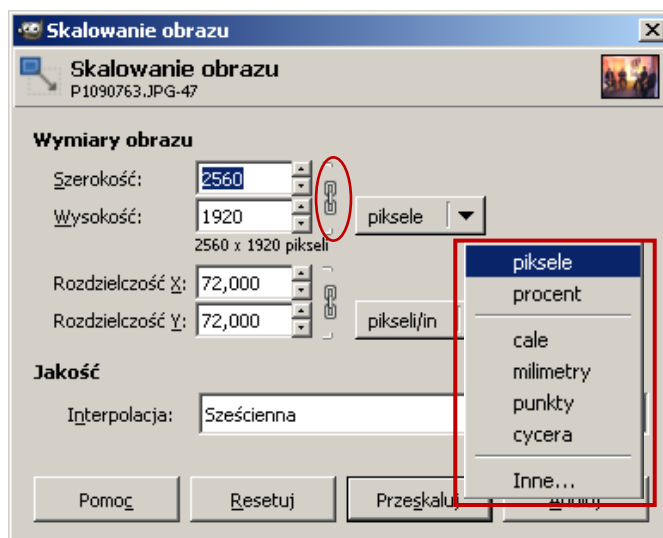 Skalowanie obrazu
Skalowanie obrazu
P1090763.JPG-47
Wymiary obrazu
Szerokość: 2560
Wysokość: 1920 piksele
2560 x 1920 pikseli
piksele
procent
cale
milimetry
punkty
cycera
Inne...
Rozdzielczość X: 72,000
Rozdzielczość Y: 72,000 pikseli/in
Jakość
Interpolacja: Sześcienna
Pomoc Resetuj Przeskaluj